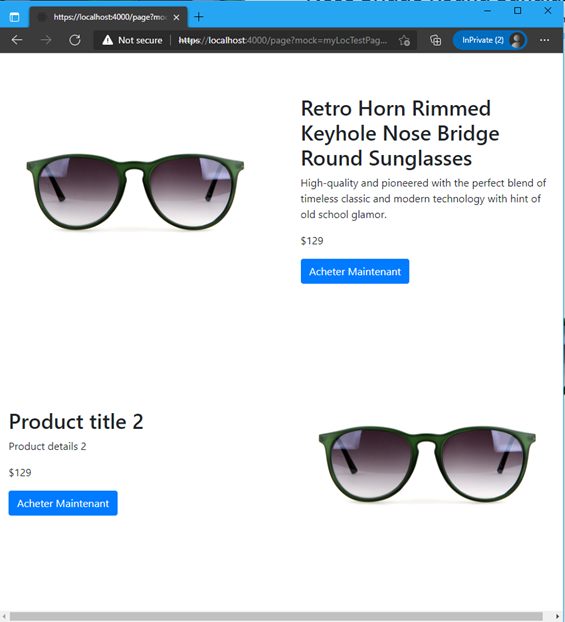 https://localhost:4000/page?mo
Not secure
https://localhost:4000/page?mock=myLocTestPag...
InPrivate (2)
Retro Horn Rimmed
Keyhole Nose Bridge
Round Sunglasses
High-quality and pioneered with the perfect blend of
timeless classic and modern technology with hint of
old school glamor.
$129
Acheter Maintenant
Product title 2
Product details 2
$129
Acheter Maintenant